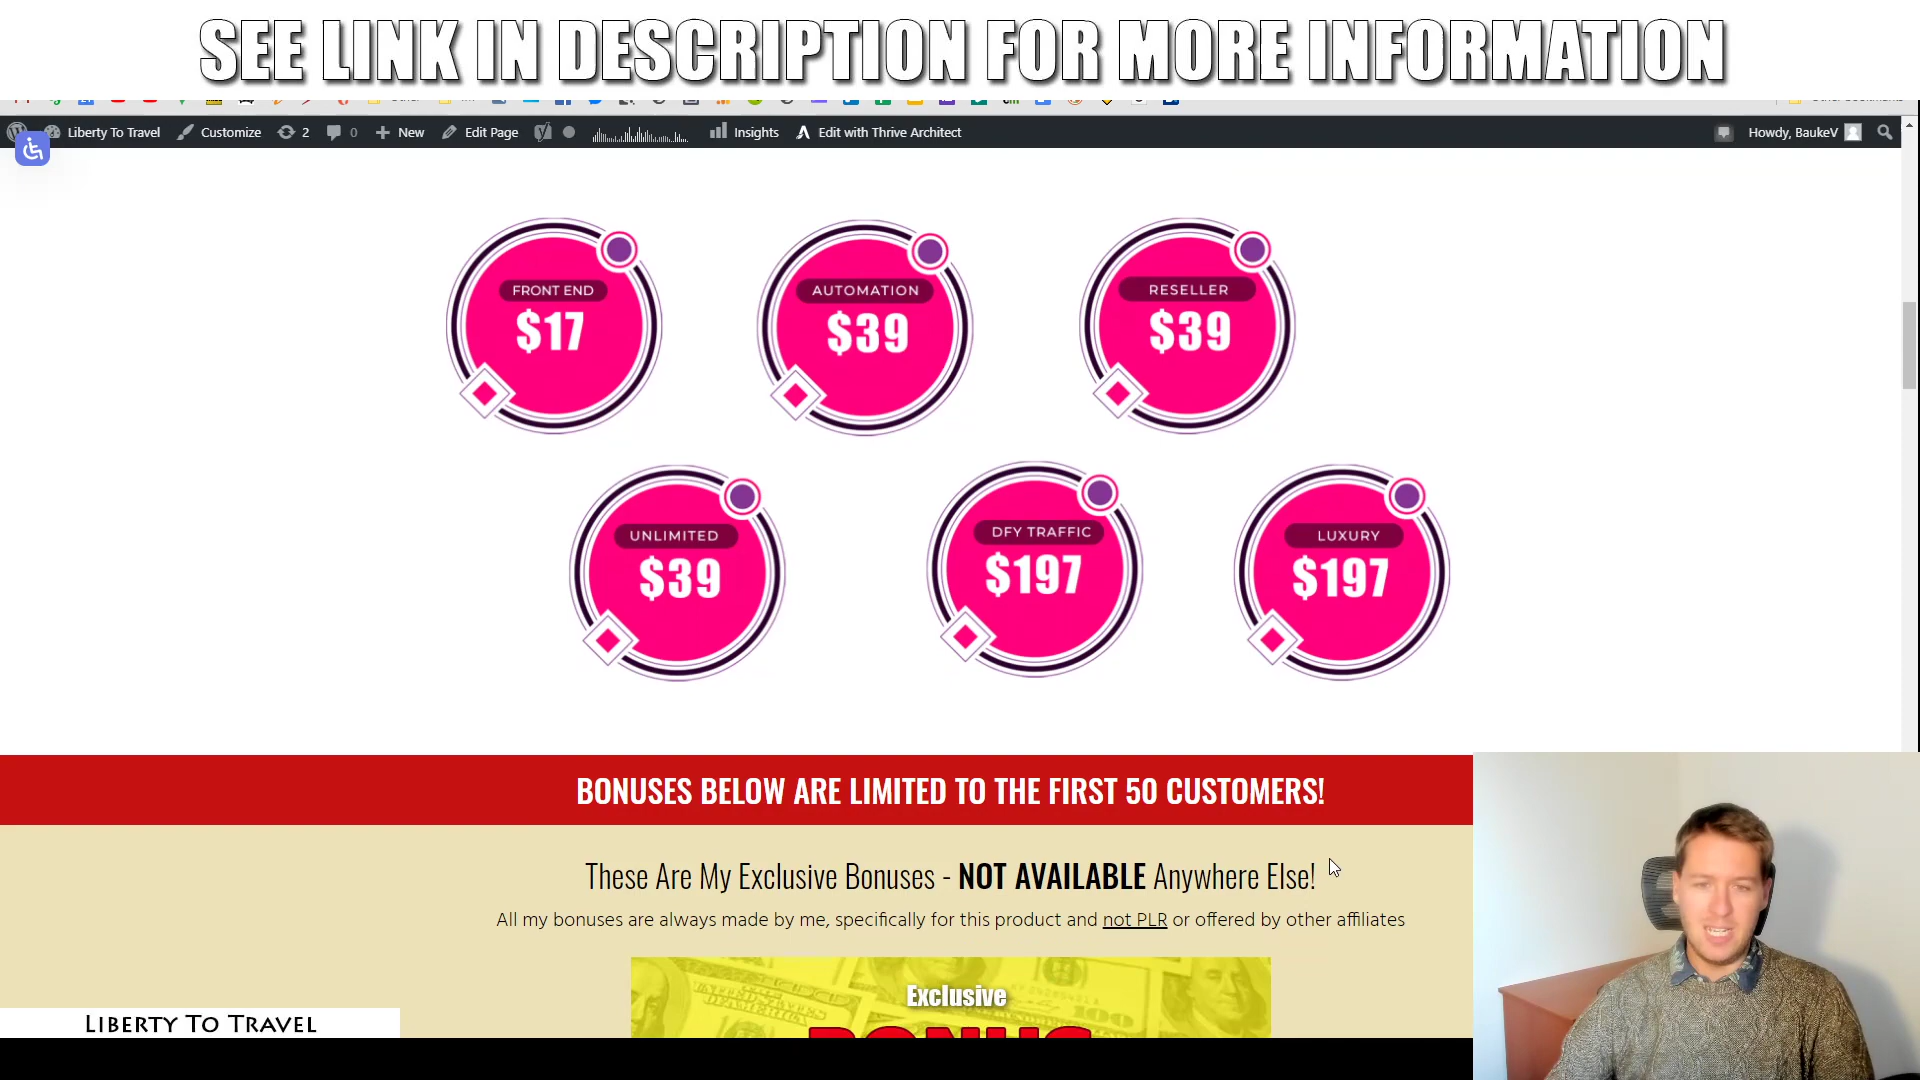 SEE LINK IN DESCRIPTION FOR MORE INFORMATION
Liberty To Travel Customize 2 0 New Edit Page Insights Edit with Thrive Architect Howdy, BaukeV
FRONT END
$17
AUTOMATION
$39
RESELLER
$39
UNLIMITED
$39
DFY TRAFFIC
$197
LUXURY
$197
BONUSES BELOW ARE LIMITED TO THE FIRST 50 CUSTOMERS!
These Are My Exclusive Bonuses - NOT AVAILABLE Anywhere Else!
All my bonuses are always made by me, specifically for this product and not PLR or offered by other affiliates
Exclusive
BONUS
LIBERTY TO TRAVEL